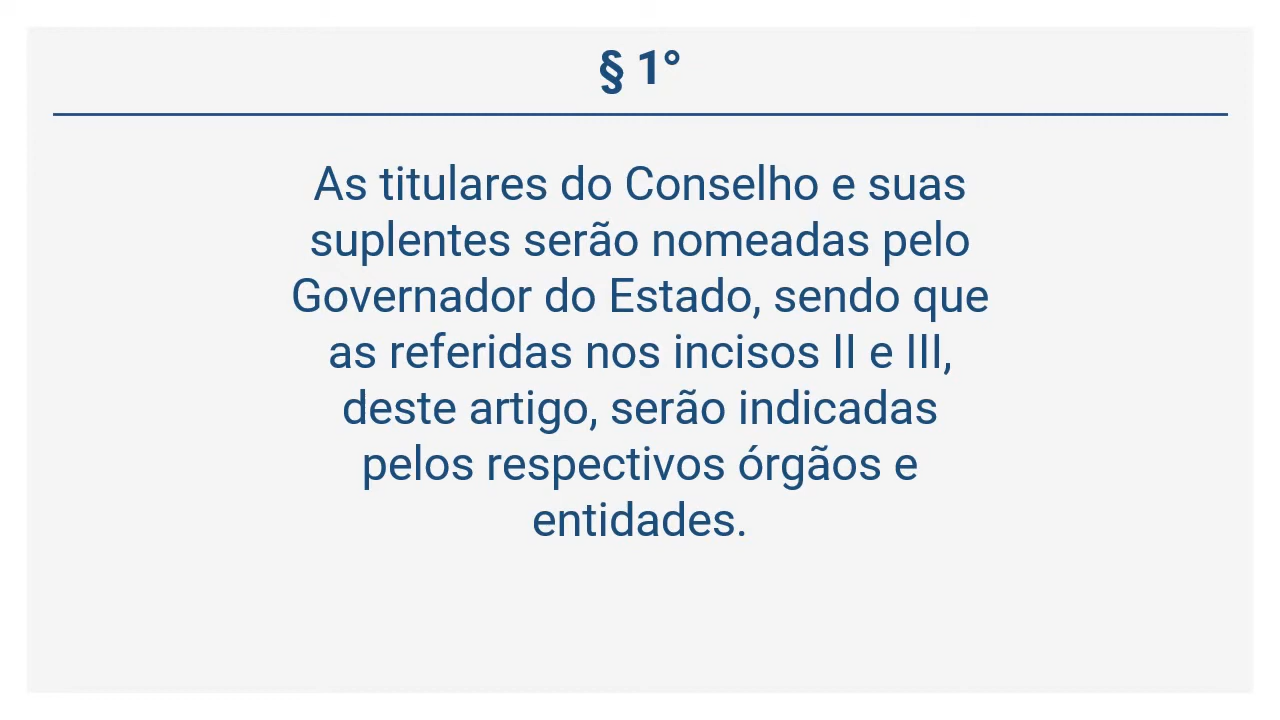 § 1°
As titulares do Conselho e suas
suplentes serão nomeadas pelo
Governador do Estado, sendo que
as referidas nos incisos II e III,
deste artigo, serão indicadas
pelos respectivos órgãos e
entidades.